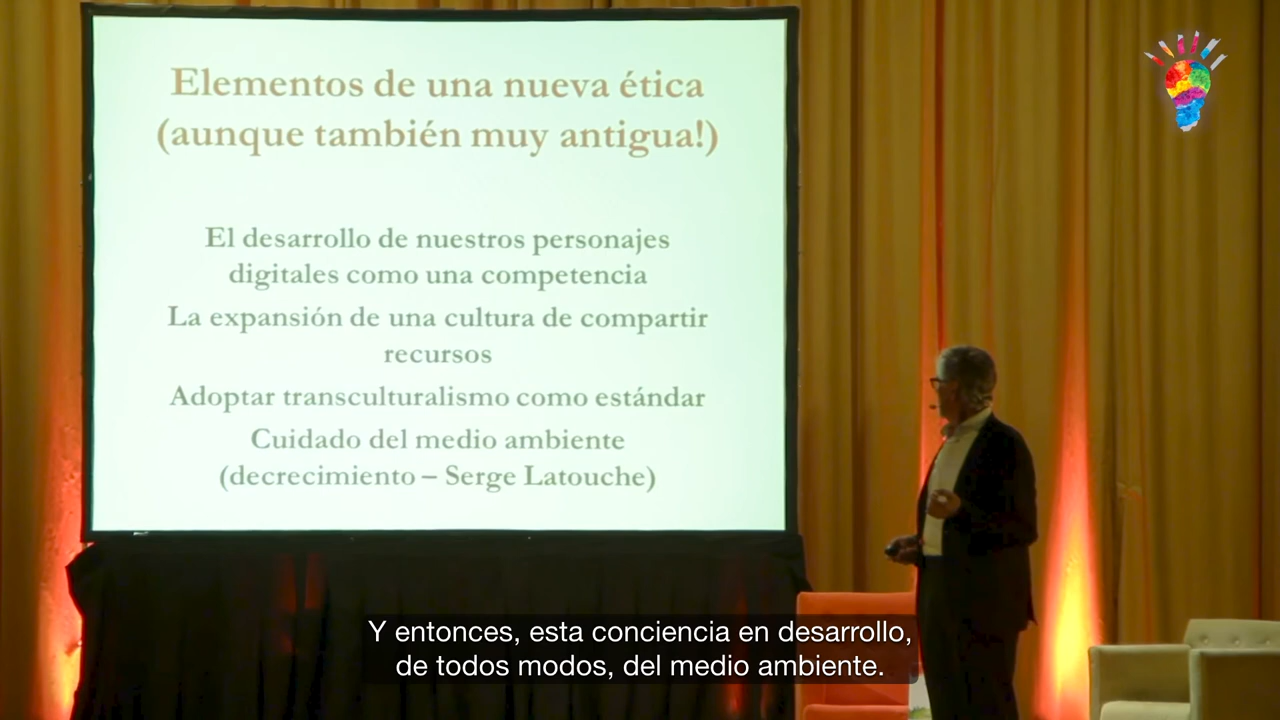 Elementos de una nueva ética
(aunque también muy antigua!)
El desarrollo de nuestros personajes
digitales como una competencia
La expansión de una cultura de compartir
recursos
Adoptar transculturalismo como estándar
Cuidado del medio ambiente
(decrecimiento – Serge Latouche)
Y entonces, esta conciencia en desarrollo,
de todos modos, del medio ambiente.